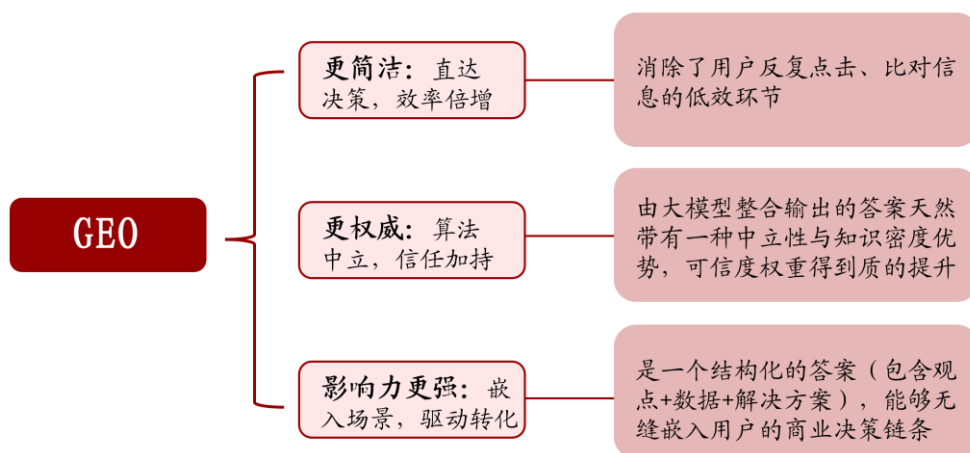 GEO
更简洁：直达
决策，效率倍增
消除了用户反复点击、比对信
息的低效环节
更权威：算法
中立，信任加持
由大模型整合输出的答案天然
带有一种中立性与知识密度优
势，可信度权重得到质的提升
影响力更强：嵌
入场景，驱动转化
是一个结构化的答案（包含观
点+数据+解决方案），能够无
缝嵌入用户的商业决策链条